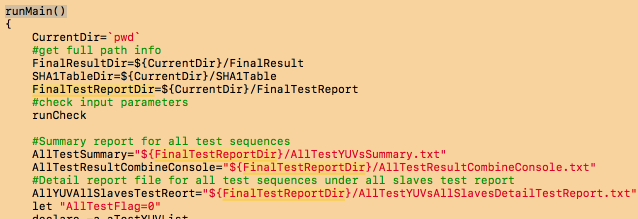 runMain()
{
CurrentDir=`pwd`
#get full path info
FinalResultDir=${CurrentDir}/FinalResult
SHA1TableDir=${CurrentDir}/SHA1Table
FinalTestReportDir=${CurrentDir}/FinalTestReport
#check input parameters
runCheck
#Summary report for all test sequences
AllTestSummary="${FinalTestReportDir}/AllTestYUVsSummary.txt"
AllTestResultCombineConsole="${FinalTestReportDir}/AllTestResultCombineConsole.txt"
#Detail report file for all test sequences under all slaves test report
AllYUVAllSlavesTestReort="${FinalTestReportDir}/AllTestYUVsAllSlavesDetailTestReport.txt"
let "AllTestFlag=0"
declare -a aTestYUVList